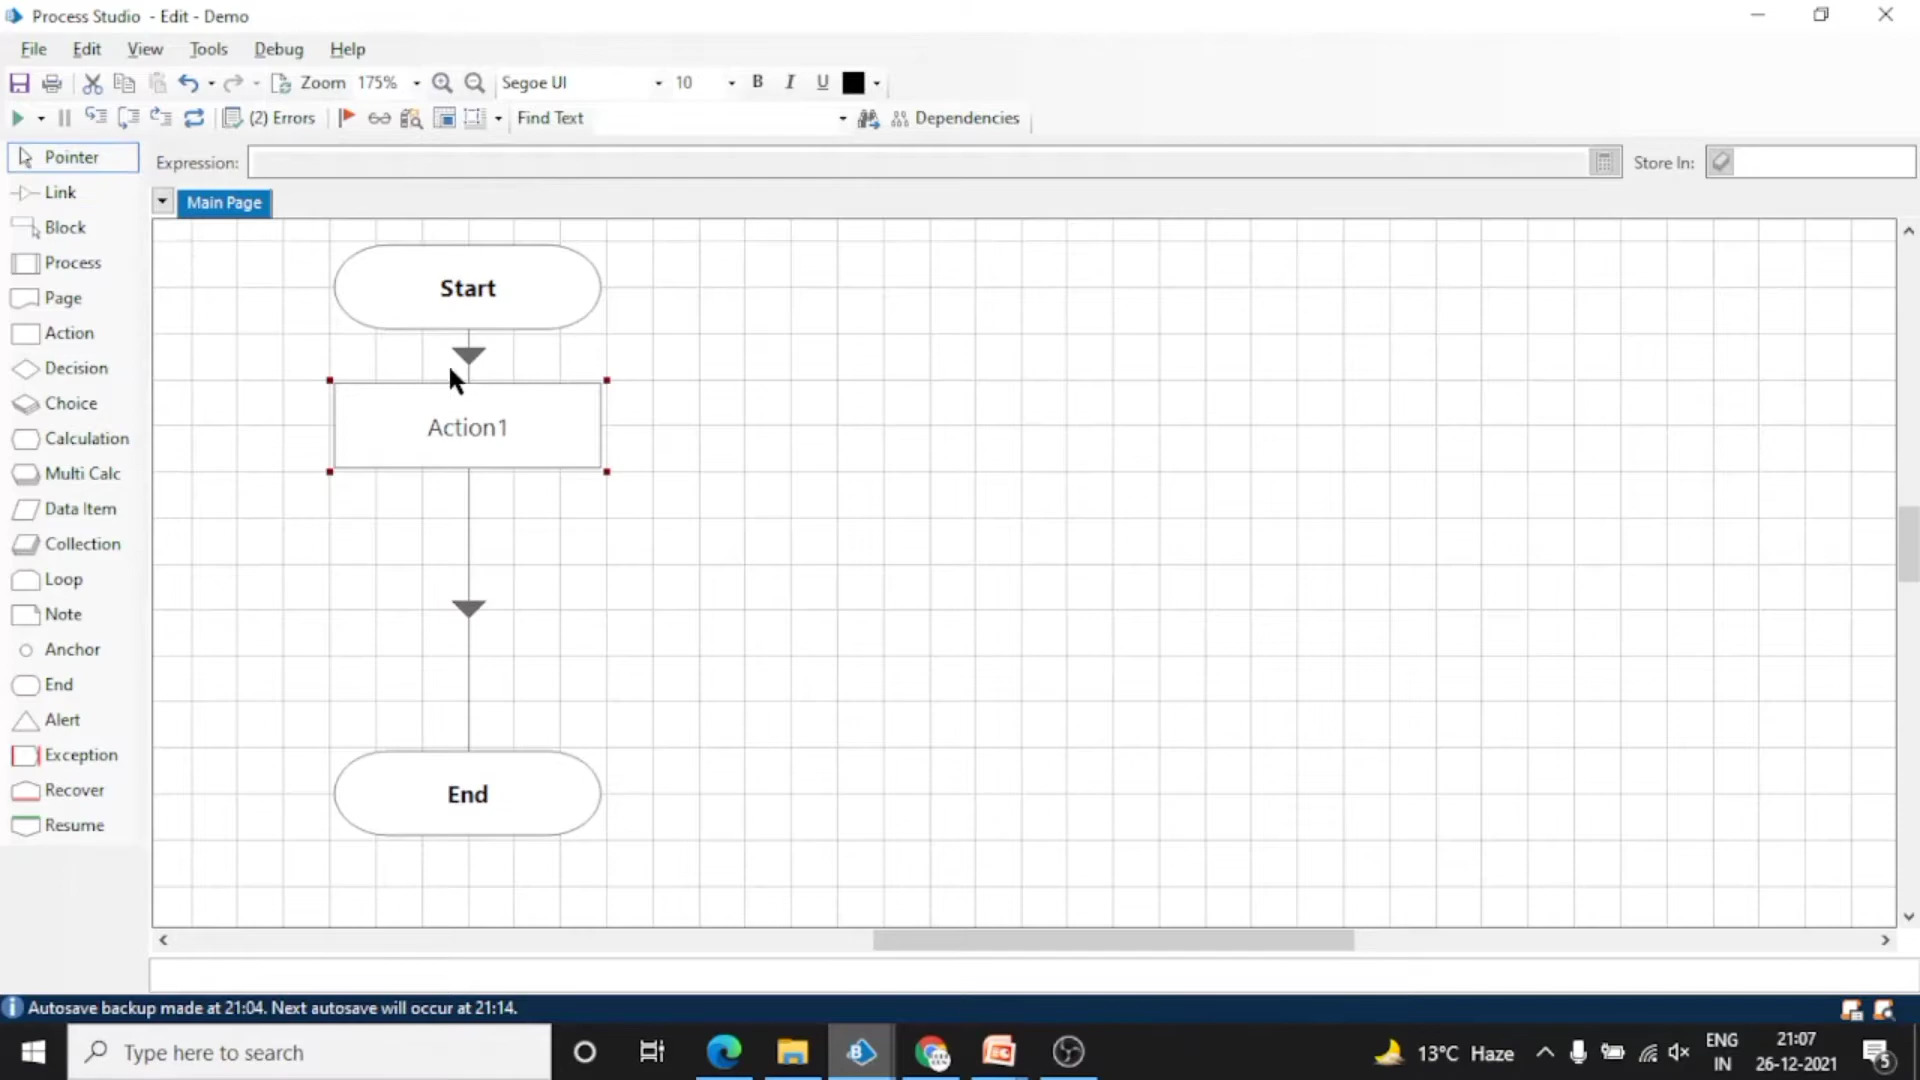 Process Studio - Edit - Demo
File Edit View Tools Debug Help
Zoom 175% Segoe UI 10 B I U
(2) Errors Find Text Dependencies
Pointer
Expression: Store In:
Link
Main Page
Block
Process
Page
Action
Decision
Choice
Calculation
Multi Calc
Data Item
Collection
Loop
Note
Anchor
End
Alert
Exception
Recover
Resume
Start
Action1
End
Autosave backup made at 21:04. Next autosave will occur at 21:14.
Type here to search
13°C Haze
ENG
IN
21:07
26-12-2021
5